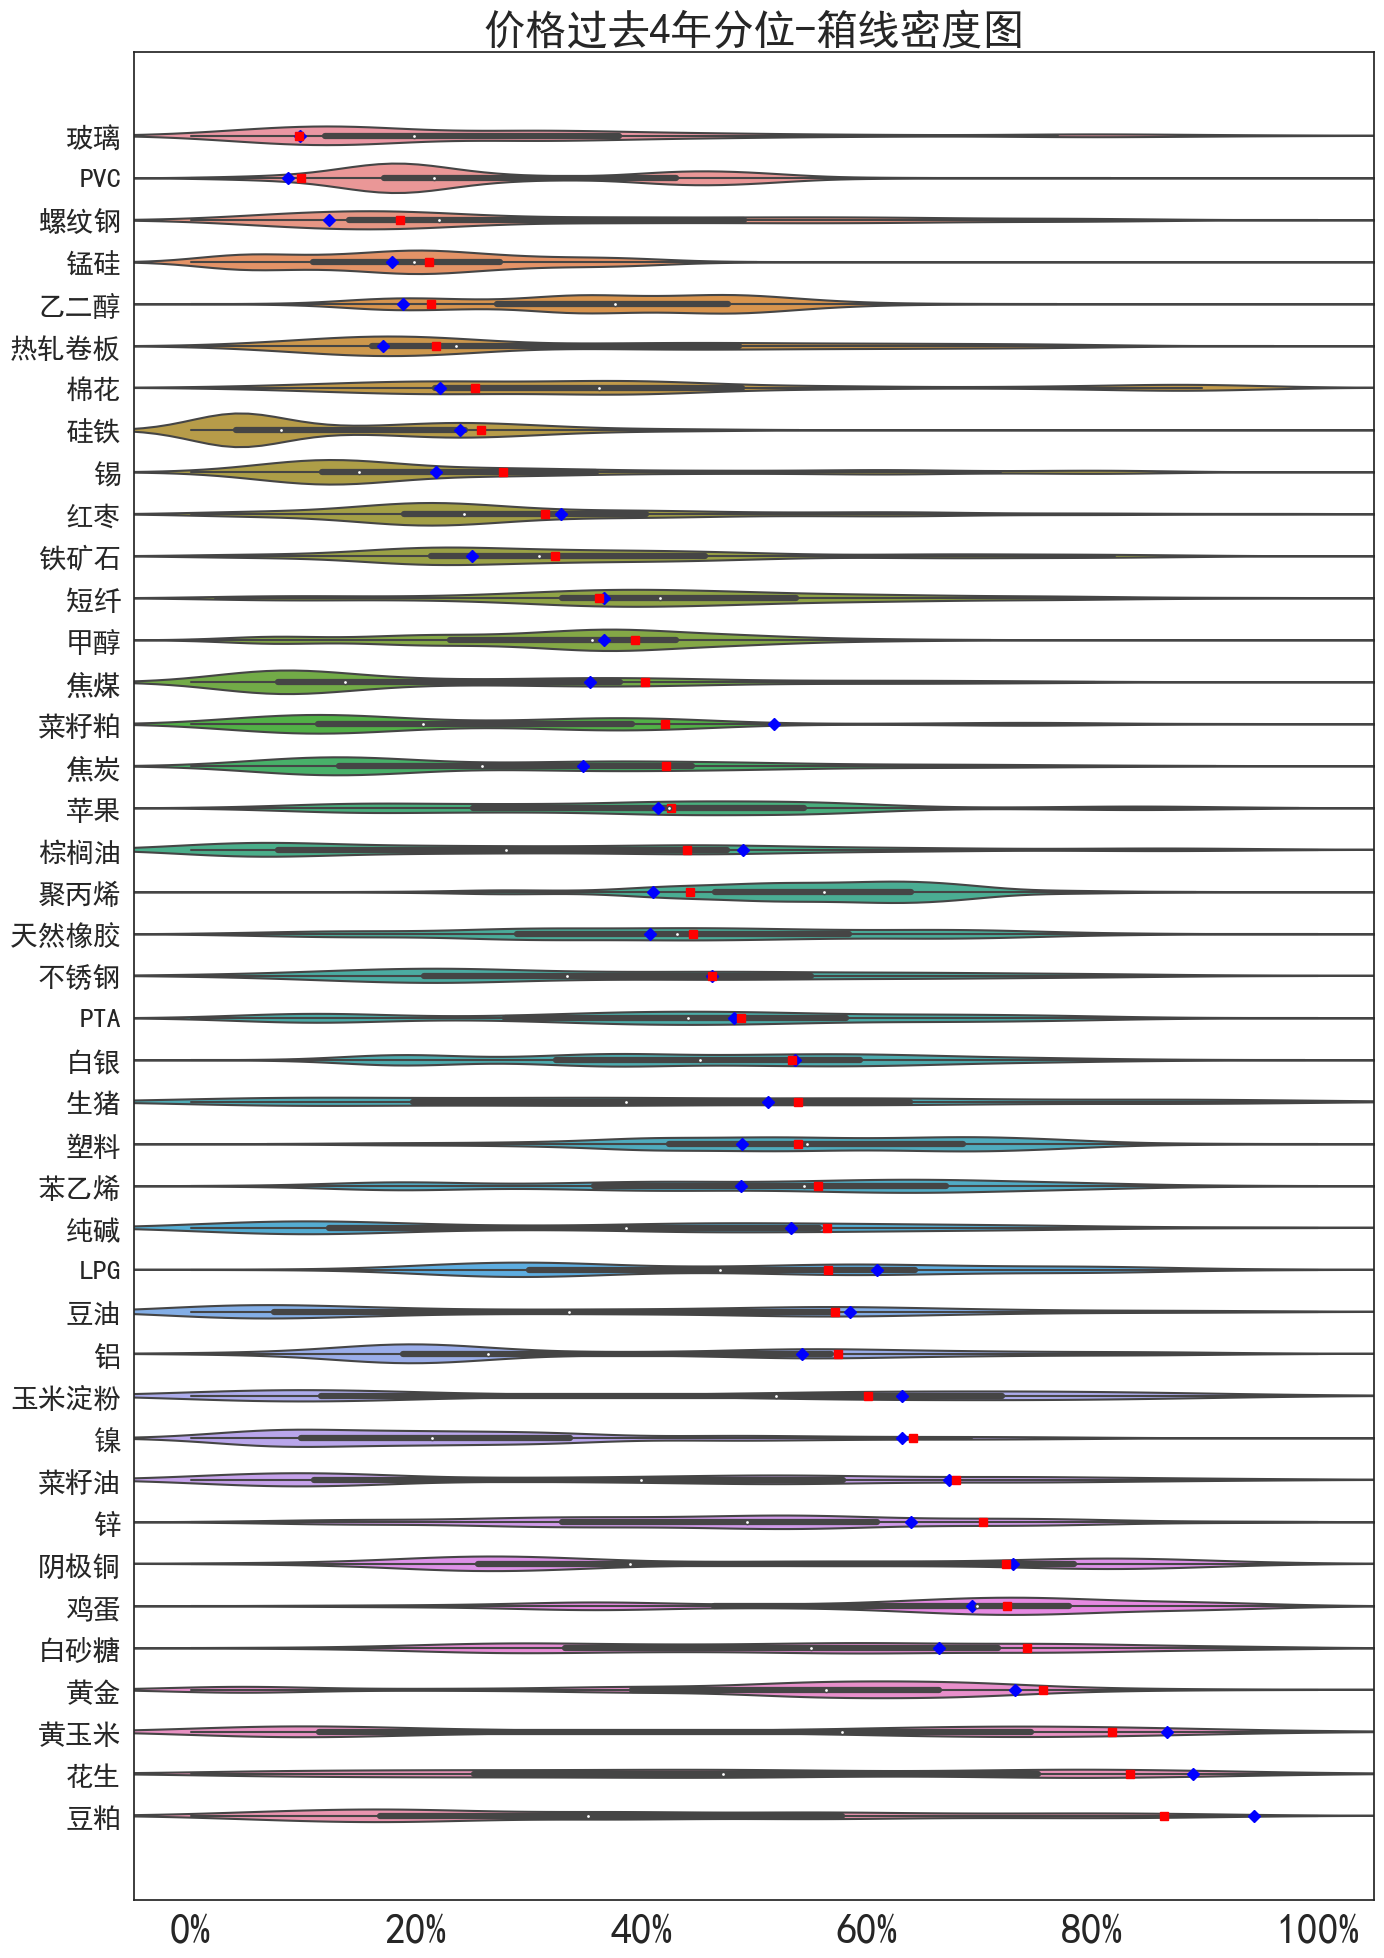 价格过去4年分位-箱线密度图
玻璃
PVC
螺纹钢
锰硅
乙二醇
热轧卷板
棉花
硅铁
锡
红枣
铁矿石
短纤
甲醇
焦煤
菜籽粕
焦炭
苹果
棕榈油
聚丙烯
天然橡胶
不锈钢
PTA
白银
生猪
塑料
苯乙烯
纯碱
LPG
豆油
铝
玉米淀粉
镍
菜籽油
锌
阴极铜
鸡蛋
白砂糖
黄金
黄玉米
花生
豆粕
0% 20% 40% 60% 80% 100%